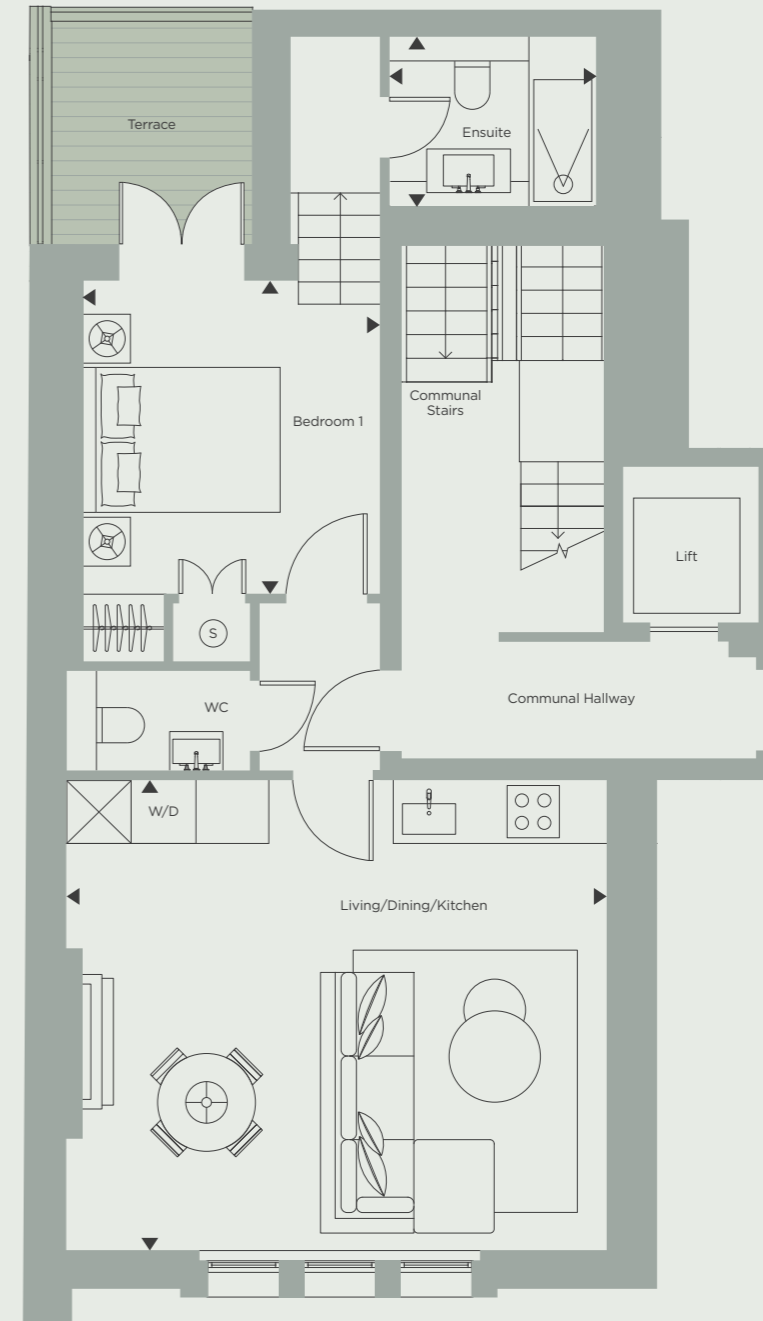 Terrace
Ensuite
Communal
Stairs
Bedroom 1
Lift
S
Communal Hallway
WC
W/D
Living/Dining/Kitchen